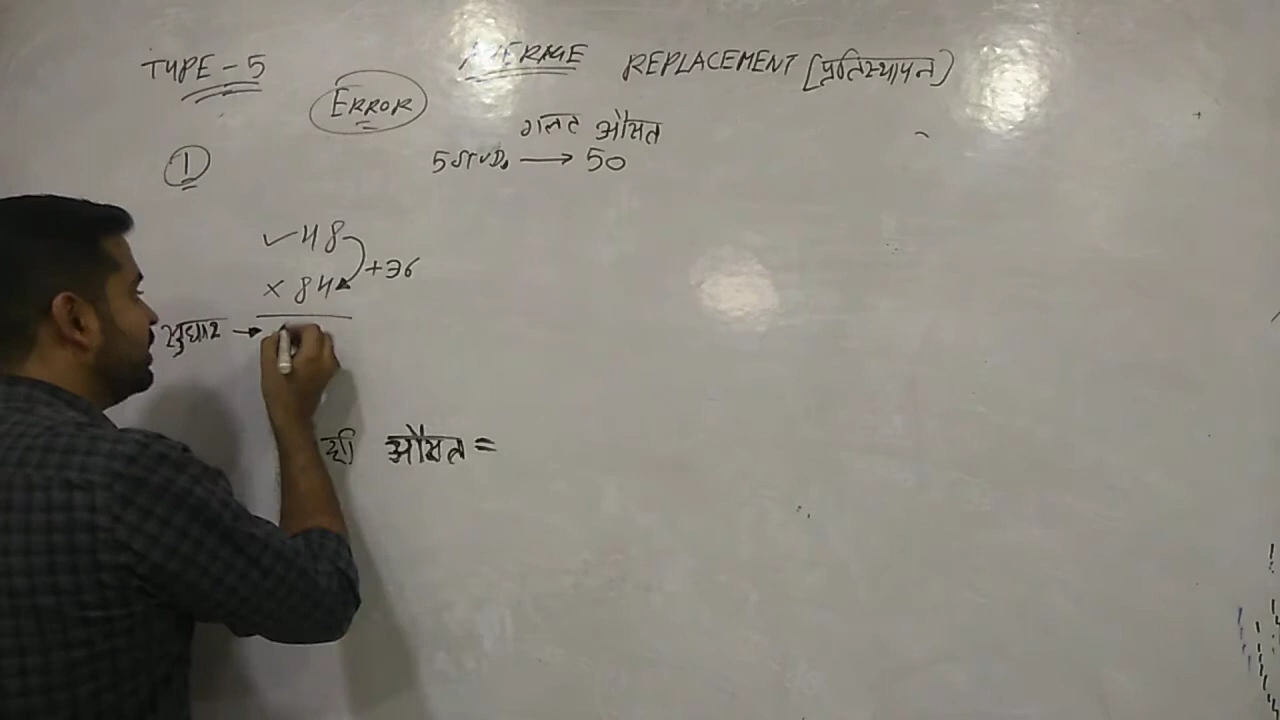 TYPE-5 AVERAGE REPLACEMENT [प्रतिस्थापन]
ERROR
गलत औसत
① 5 STUD. → 50
✓48
+36
×84
सुधार →
ही औसत =